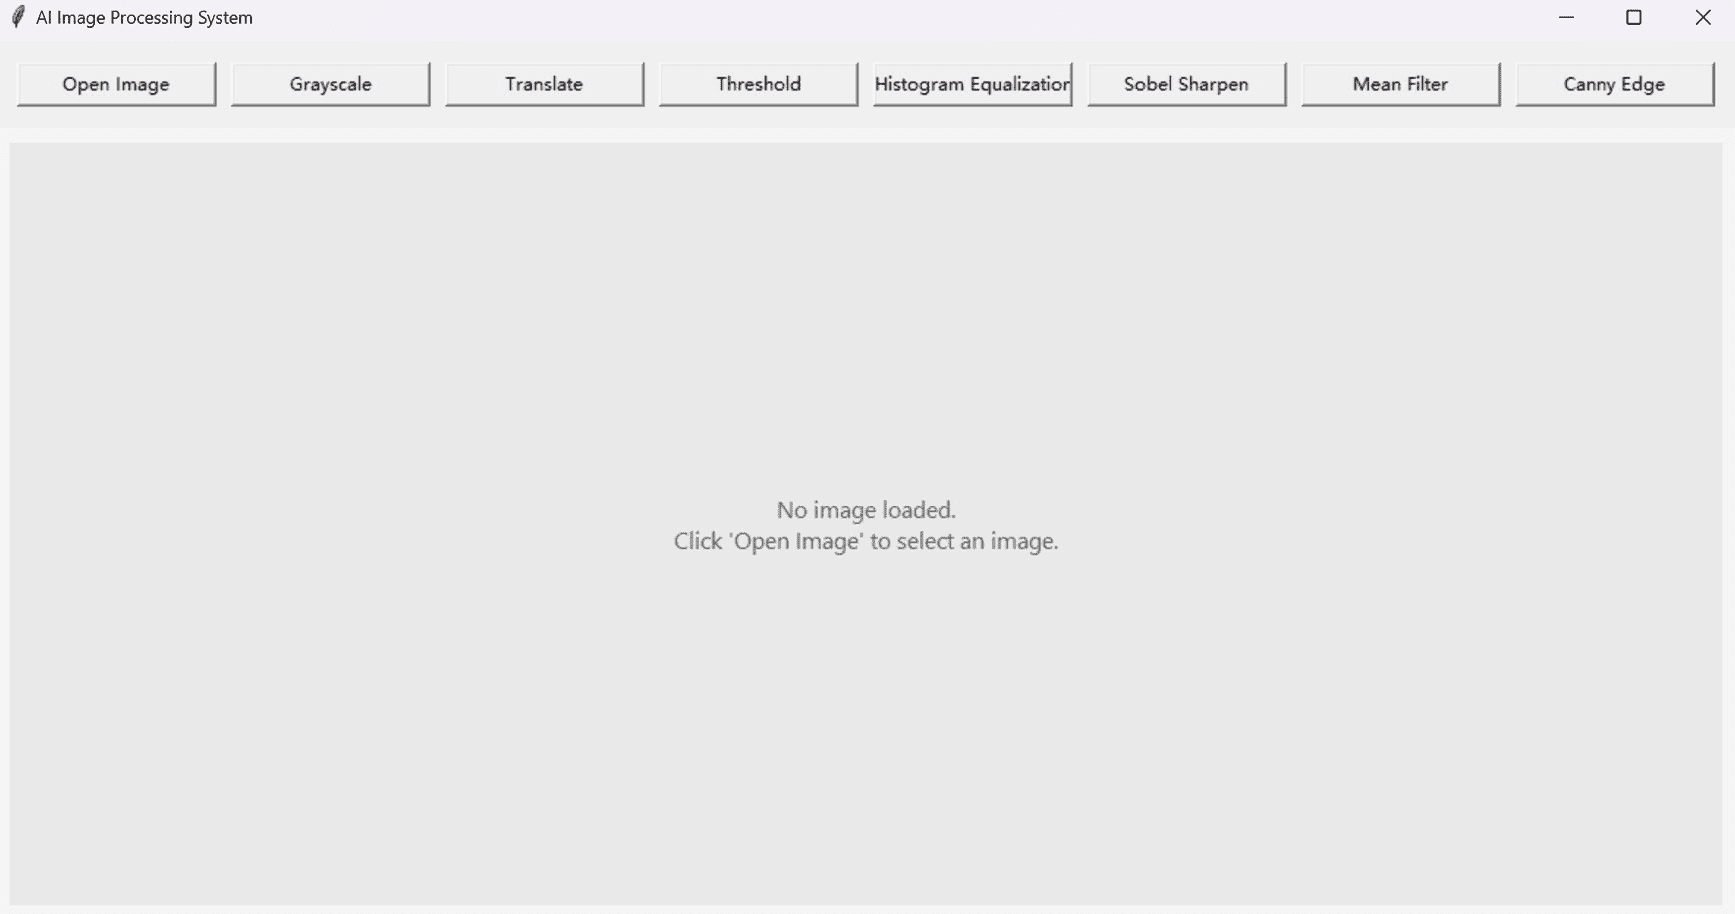 AI Image Processing System
Open Image
Grayscale
Translate
Threshold
Histogram Equalization
Sobel Sharpen
Mean Filter
Canny Edge
No image loaded.
Click 'Open Image' to select an image.